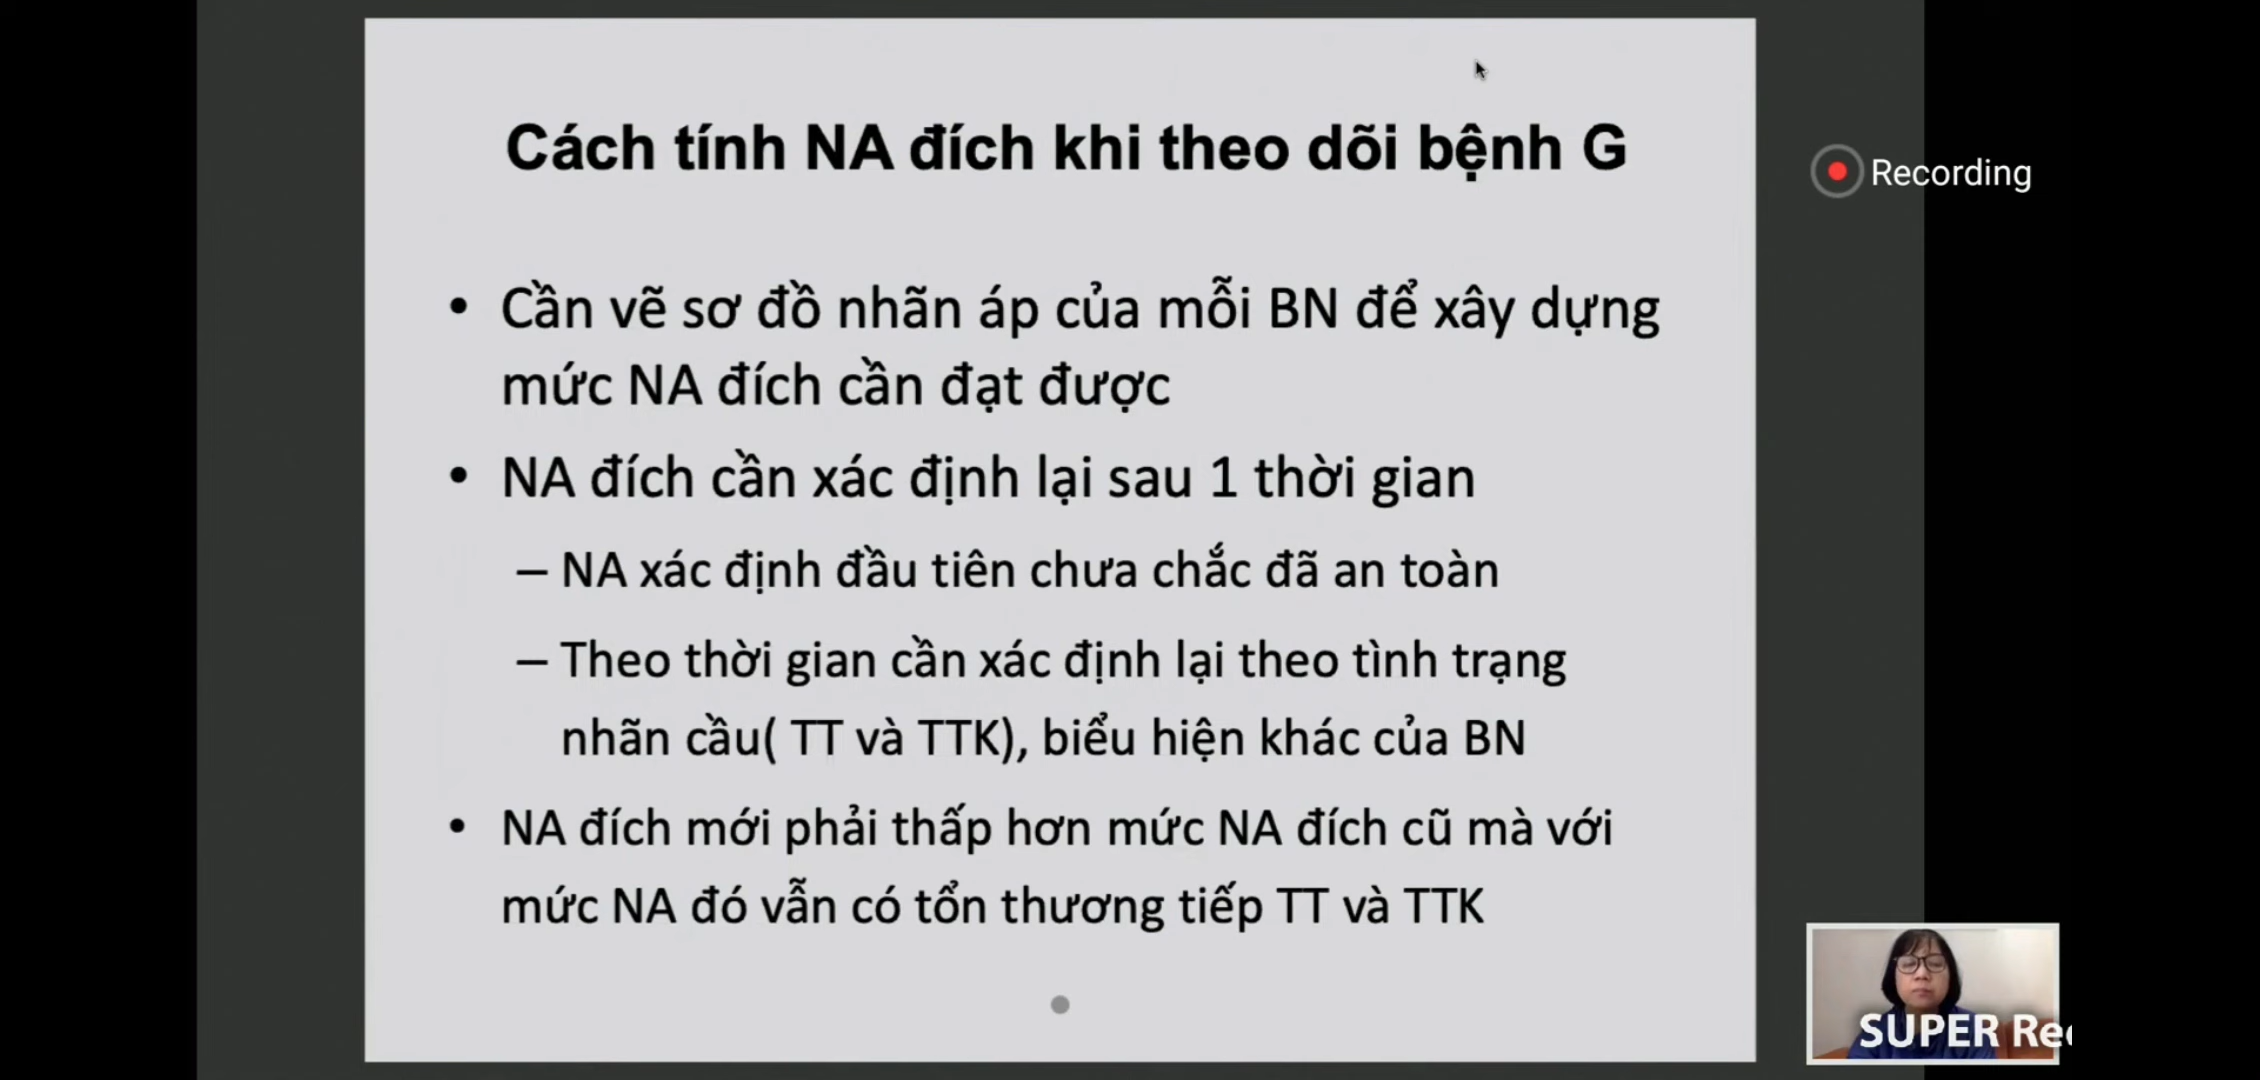 Cách tính NA đích khi theo dõi bệnh G
Recording
• Cần vẽ sơ đồ nhãn áp của mỗi BN để xây dựng
mức NA đích cần đạt được
• NA đích cần xác định lại sau 1 thời gian
– NA xác định đầu tiên chưa chắc đã an toàn
– Theo thời gian cần xác định lại theo tình trạng
nhãn cầu( TT và TTK), biểu hiện khác của BN
• NA đích mới phải thấp hơn mức NA đích cũ mà với
mức NA đó vẫn có tổn thương tiếp TT và TTK
SUPER